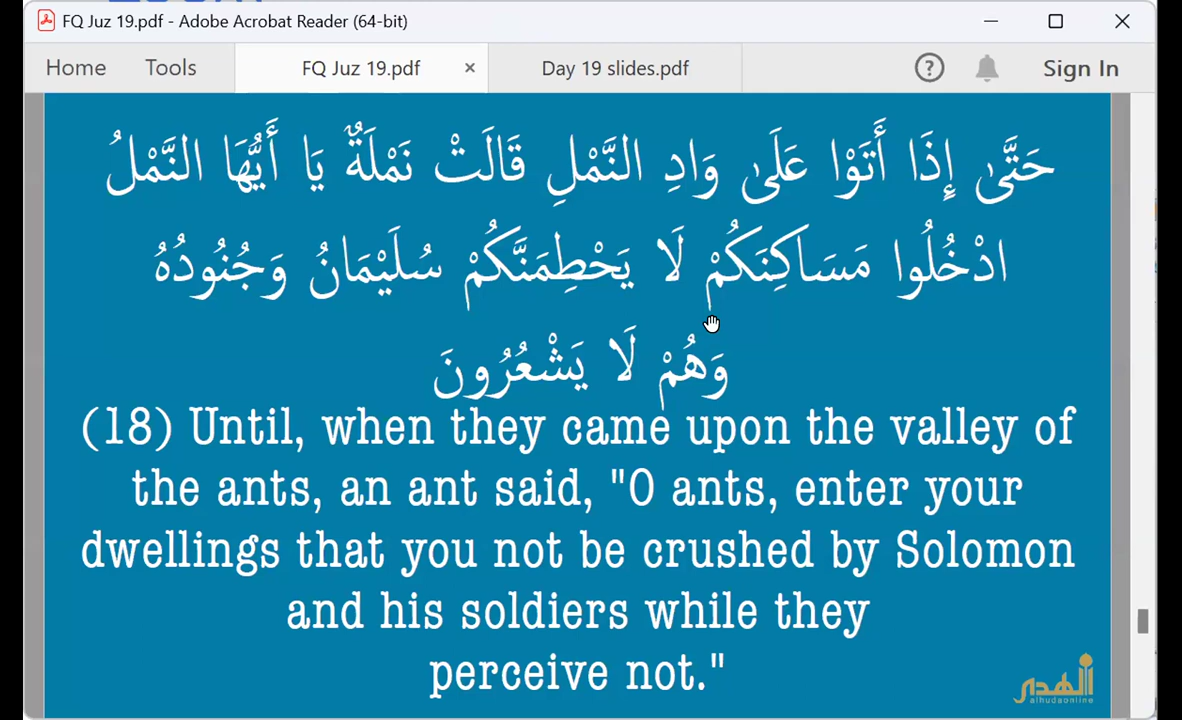 FQ Juz 19.pdf - Adobe Acrobat Reader (64-bit)
Home Tools FQ Juz 19.pdf × Day 19 slides.pdf ? Sign In
حَتَّىٰ إِذَا أَتَوْا عَلَىٰ وَادِ النَّمْلِ قَالَتْ نَمْلَةٌ يَا أَيُّهَا النَّمْلُ
ادْخُلُوا مَسَاكِنَكُمْ لَا يَحْطِمَنَّكُمْ سُلَيْمَانُ وَجُنُودُهُ
وَهُمْ لَا يَشْعُرُونَ
(18) Until, when they came upon the valley of
the ants, an ant said, "O ants, enter your
dwellings that you not be crushed by Solomon
and his soldiers while they
perceive not."
الهدى
alhudaonline